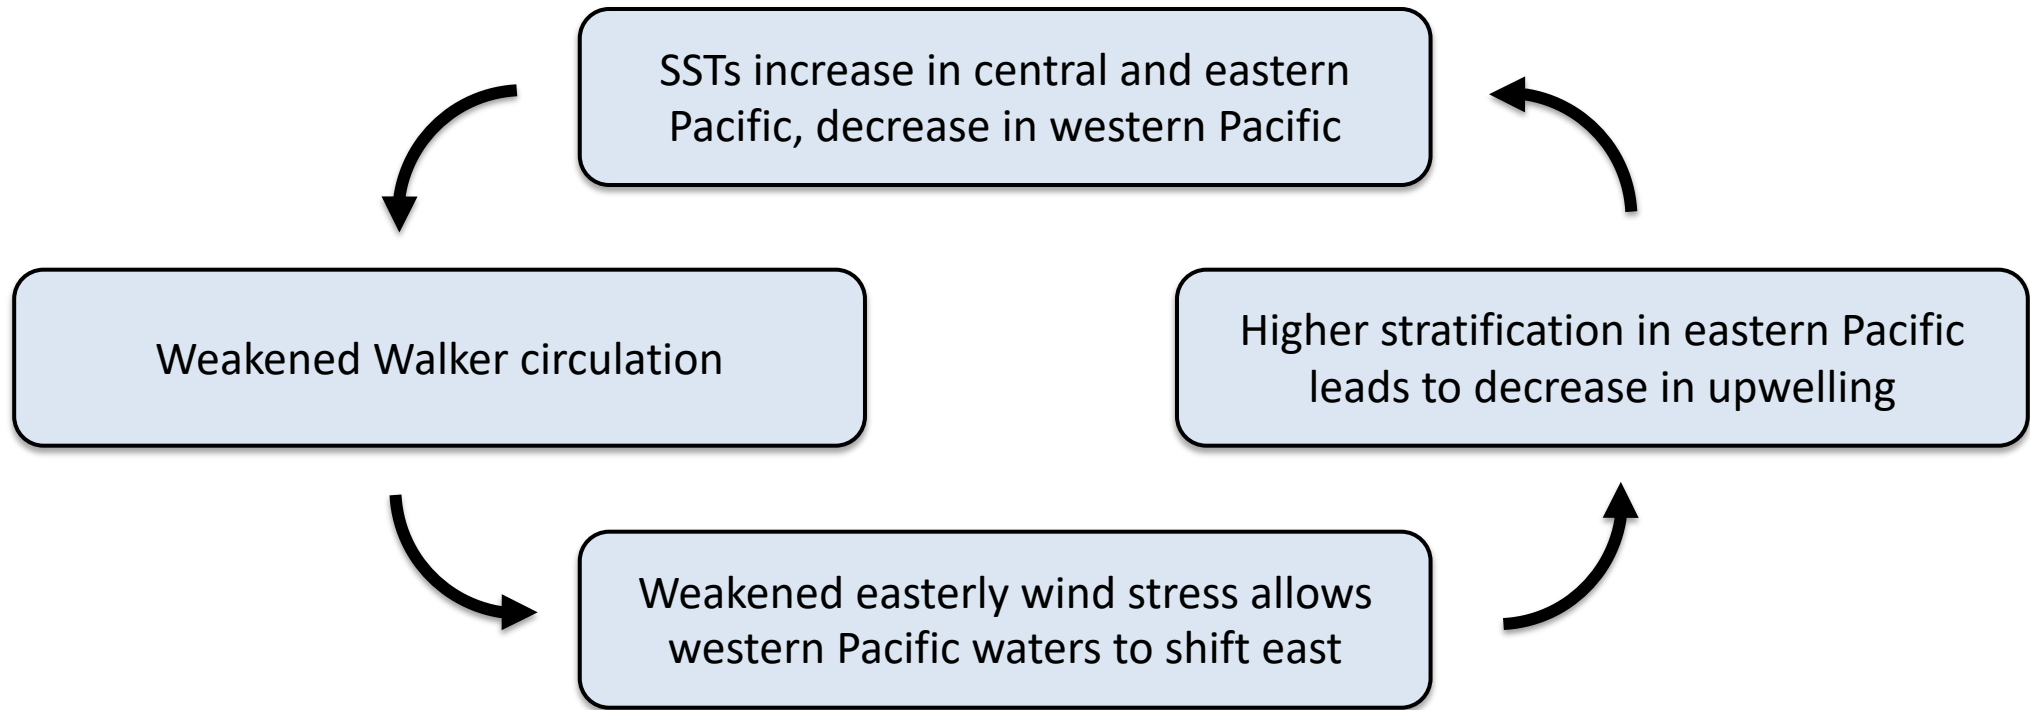 SSTs increase in central and eastern
Pacific, decrease in western Pacific
Weakened Walker circulation
Higher stratification in eastern Pacific
leads to decrease in upwelling
Weakened easterly wind stress allows
western Pacific waters to shift east